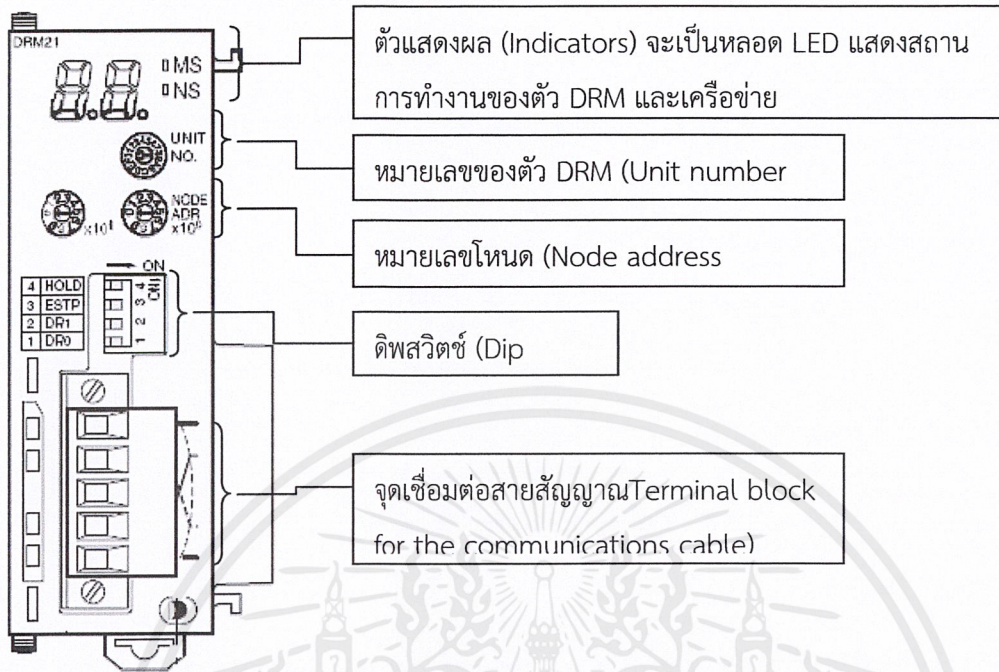 DRM21
MS
NS
ตัวแสดงผล (Indicators) จะเป็นหลอด LED แสดงสถาน
การทำงานของตัว DRM และเครือข่าย
UNIT
NO.
หมายเลขของตัว DRM (Unit number
NODE
ADR
x10¹
x10⁰
หมายเลขโหนด (Node address
ON
4 HOLD
3 ESTP
2 DR1
1 DR0
1 2 3 4
ON
ดิพสวิตช์ (Dip
จุดเชื่อมต่อสายสัญญาณTerminal block
for the communications cable)